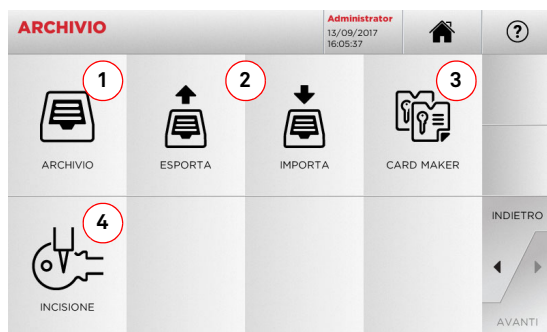 ARCHIVIO
Administrator
13/09/2017
16:05:37
?
1
2
3
ARCHIVIO
ESPORTA
IMPORTA
CARD MAKER
4
INCISIONE
INDIETRO
AVANTI